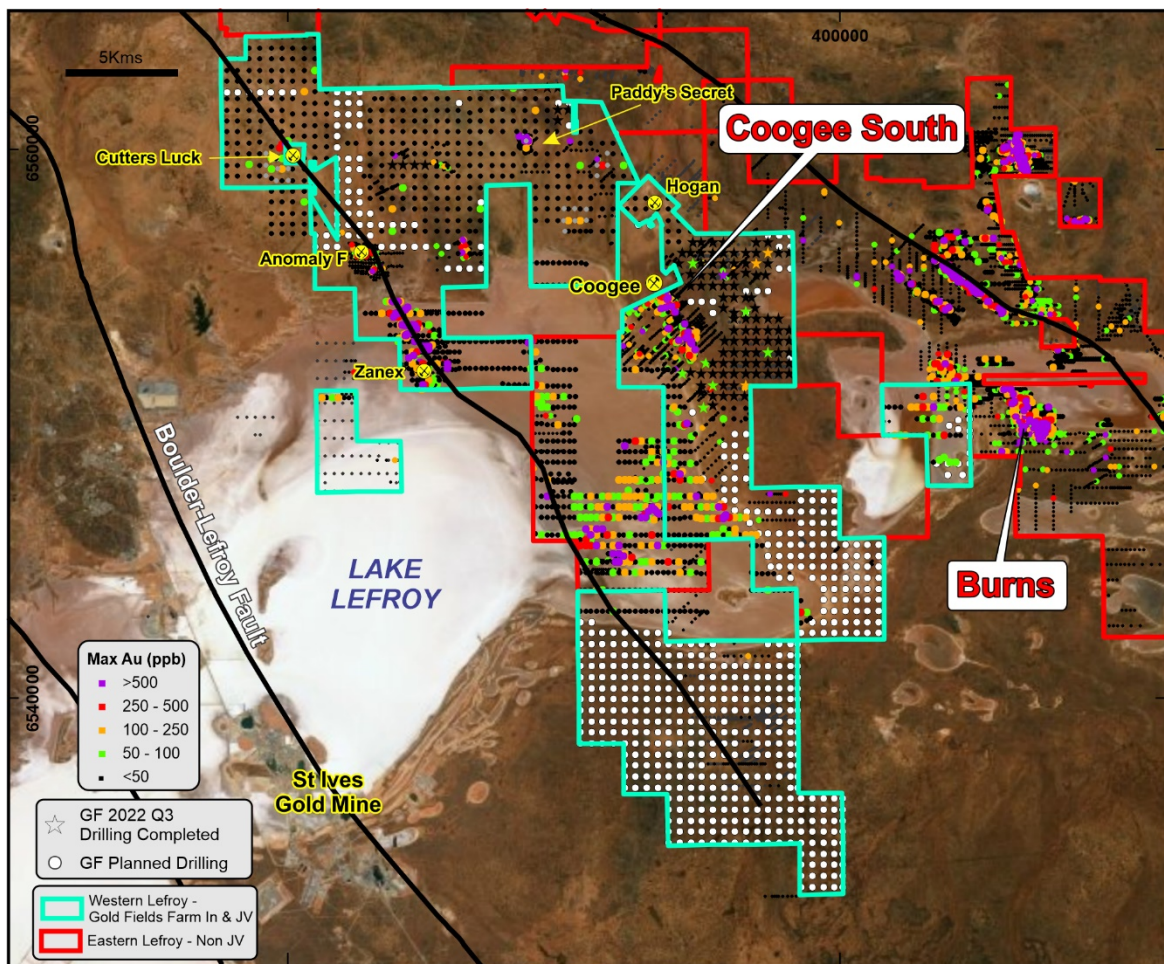 400000
5Kms
Paddy's Secret
Coogee South
6560000
Cutters Luck
Hogan
Anomaly F
Coogee
Zanex
Boulder-Lefroy Fault
LAKE
LEFROY
Burns
6540000
Max Au (ppb)
>500
250 - 500
100 - 250
50 - 100
<50
St Ives
Gold Mine
GF 2022 Q3
Drilling Completed
GF Planned Drilling
Western Lefroy -
Gold Fields Farm In & JV
Eastern Lefroy - Non JV